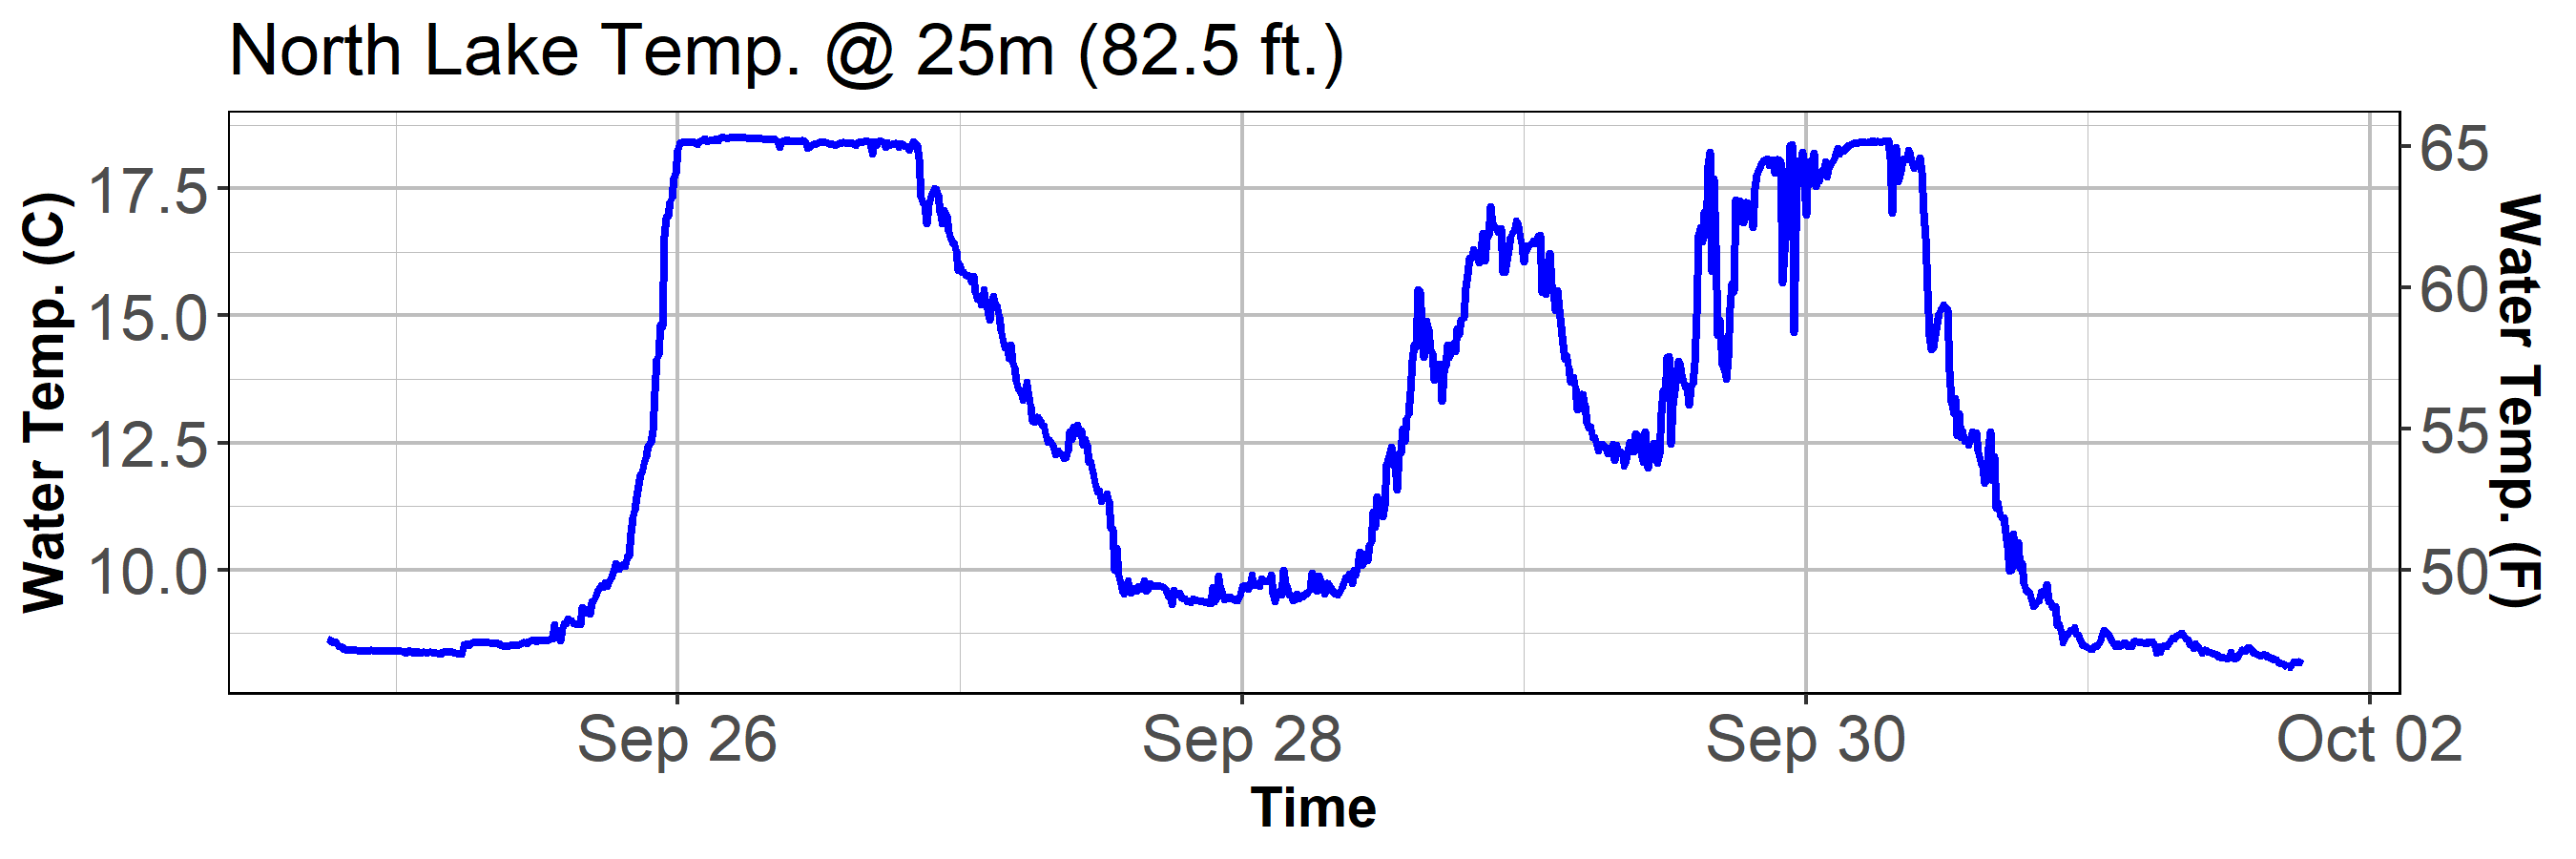 North Lake Temp. @ 25m (82.5 ft.)
Water Temp. (C)
17.5
15.0
12.5
10.0
65
60
55
50
Water Temp. (F)
Sep 26
Sep 28
Sep 30
Oct 02
Time